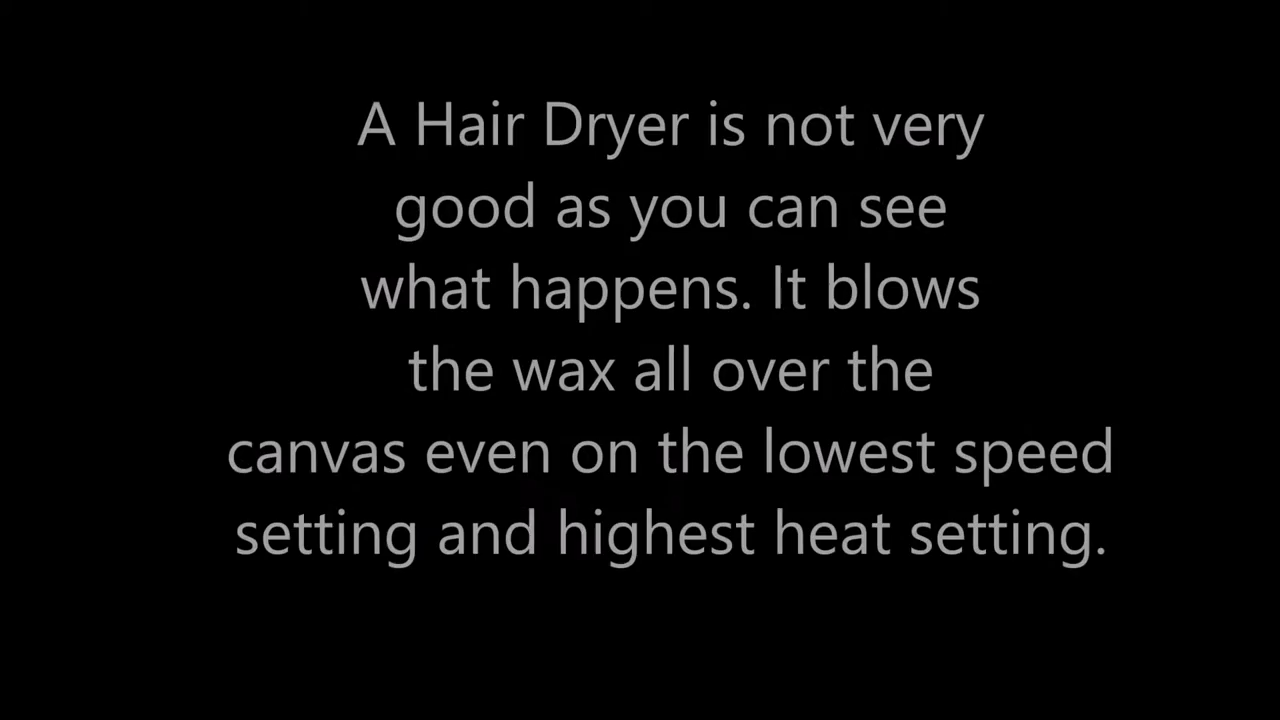 A Hair Dryer is not very
good as you can see
what happens. It blows
the wax all over the
canvas even on the lowest speed
setting and highest heat setting.